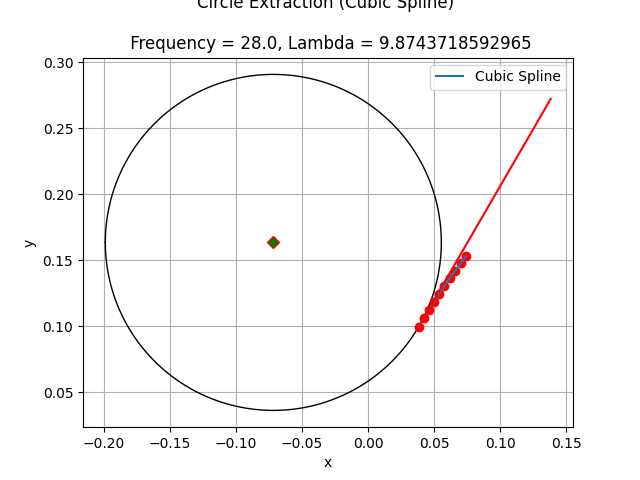 Circle Extraction (Cubic Spline)
Frequency = 28.0, Lambda = 9.8743718592965
Cubic Spline
0.30
0.25
0.20
0.15
0.10
0.05
y
−0.20 −0.15 −0.10 −0.05 0.00 0.05 0.10 0.15
x